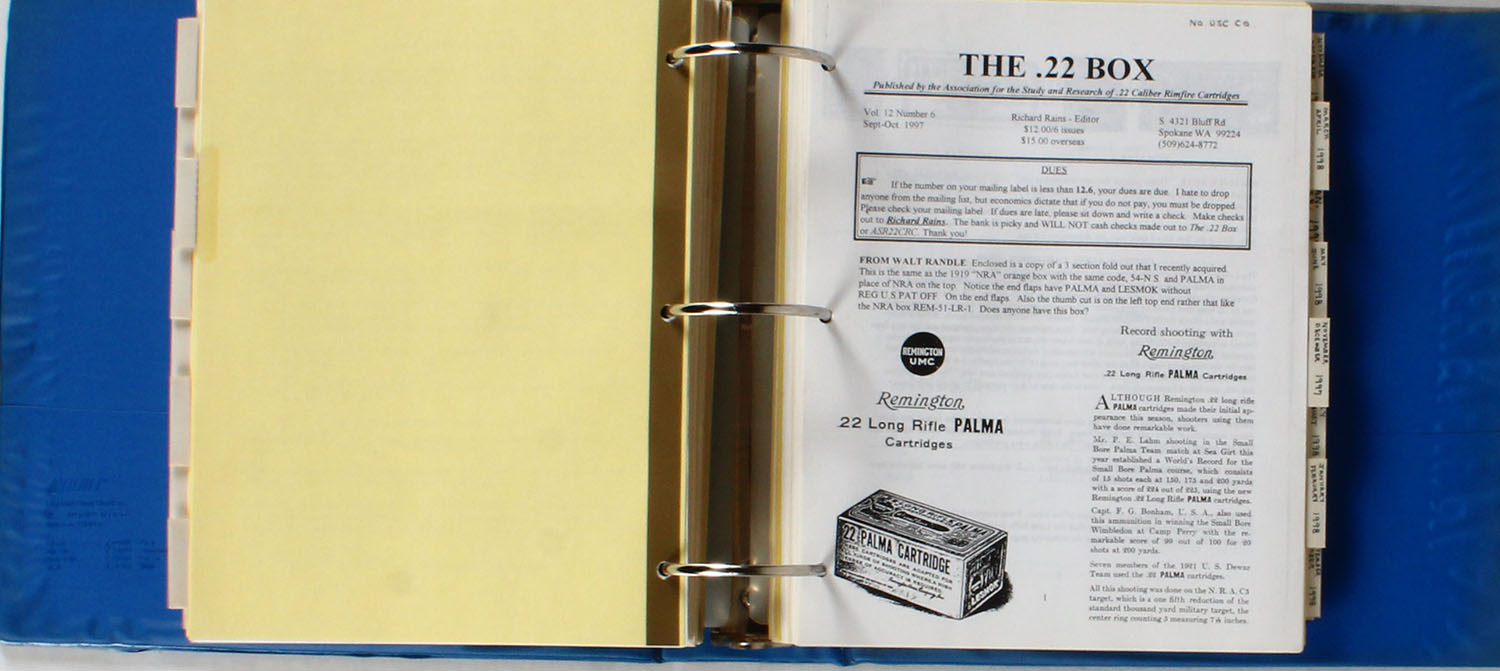 No USC Co
THE .22 BOX
Published by the Association for the Study and Research of .22 Caliber Rimfire Cartridges
Vol. 12 Number 6
Sept-Oct. 1997
Richard Rains - Editor
$12.00/6 issues
$15.00 overseas
S. 4321 Bluff Rd
Spokane WA 99224
(509)624-8772
DUES
If the number on your mailing label is less than 12.6, your dues are due. I hate to drop
anyone from the mailing list, but economics dictate that if you do not pay, you must be dropped.
Please check your mailing label. If dues are late, please sit down and write a check. Make checks
out to Richard Rains. The bank is picky and WILL NOT cash checks made out to The .22 Box
or ASR22CRC. Thank you!
FROM WALT RANDLE Enclosed is a copy of a 3 section fold out that I recently acquired.
This is the same as the 1919 "NRA" orange box with the same code, 54-N S and PALMA in
place of NRA on the top. Notice the end flaps have PALMA and LESMOK without
REG U.S PAT OFF On the end flaps. Also the thumb cut is on the left top end rather that like
the NRA box REM-51-LR-1. Does anyone have this box?
REMINGTON
UMC
Remington,
.22 Long Rifle PALMA
Cartridges
22 PALMA CARTRIDGE
THESE CARTRIDGES ARE ADAPTED FOR
LESMOK
Record shooting with
Remington,
.22 Long Rifle PALMA Cartridges
ALTHOUGH Remington .22 long rifle
PALMA cartridges made their initial ap-
pearance this season, shooters using them
have done remarkable work.
Mr. P. E. Lahm shooting in the Small
Bore Palma Team match at Sea Girt this
year established a World's Record for the
Small Bore Palma course, which consists
of 15 shots each at 150, 175 and 200 yards
with a score of 224 out of 225, using the new
Remington .22 Long Rifle PALMA cartridges.
Capt. F. G. Bonham, U. S. A., also used
this ammunition in winning the Small Bore
Wimbledon at Camp Perry with the re-
markable score of 99 out of 100 for 20
shots at 200 yards.
Seven members of the 1921 U. S. Dewar
Team used the .22 PALMA cartridges.
All this shooting was done on the N. R. A. C5
target, which is a one fifth reduction of the
standard thousand yard military target, the
center ring counting 5 measuring 7⅕ inches.
1
MARCH
APRIL 1998
MAY
JUNE 1998
NOVEMBER
DECEMBER 1997
JANUARY
FEBRUARY 1998